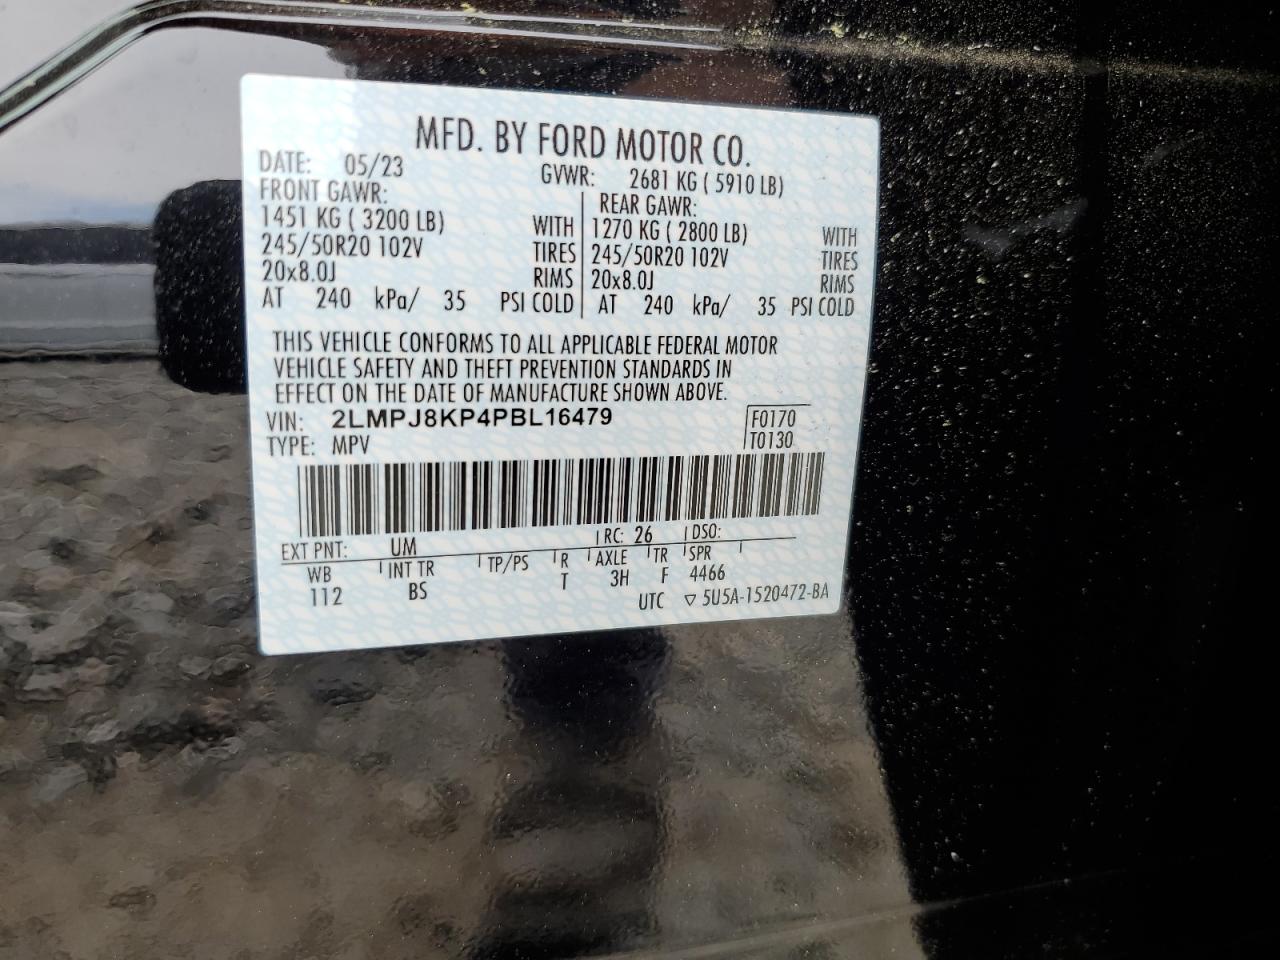 MFD. BY FORD MOTOR CO.
DATE: 05/23 GVWR: 2681 KG ( 5910 LB)
FRONT GAWR: REAR GAWR:
1451 KG ( 3200 LB) WITH 1270 KG ( 2800 LB) WITH
245/50R20 102V TIRES 245/50R20 102V TIRES
20x8.0J RIMS 20x8.0J RIMS
AT 240 kPa/ 35 PSI COLD AT 240 kPa/ 35 PSI COLD
THIS VEHICLE CONFORMS TO ALL APPLICABLE FEDERAL MOTOR
VEHICLE SAFETY AND THEFT PREVENTION STANDARDS IN
EFFECT ON THE DATE OF MANUFACTURE SHOWN ABOVE.
VIN: 2LMPJ8KP4PBL16479 F0170
TYPE: MPV T0130
EXT PNT: UM RC: 26 DSO:
WB INT TR TP/PS R AXLE TR SPR
112 BS T 3H F 4466
UTC ▽ 5U5A-1520472-BA